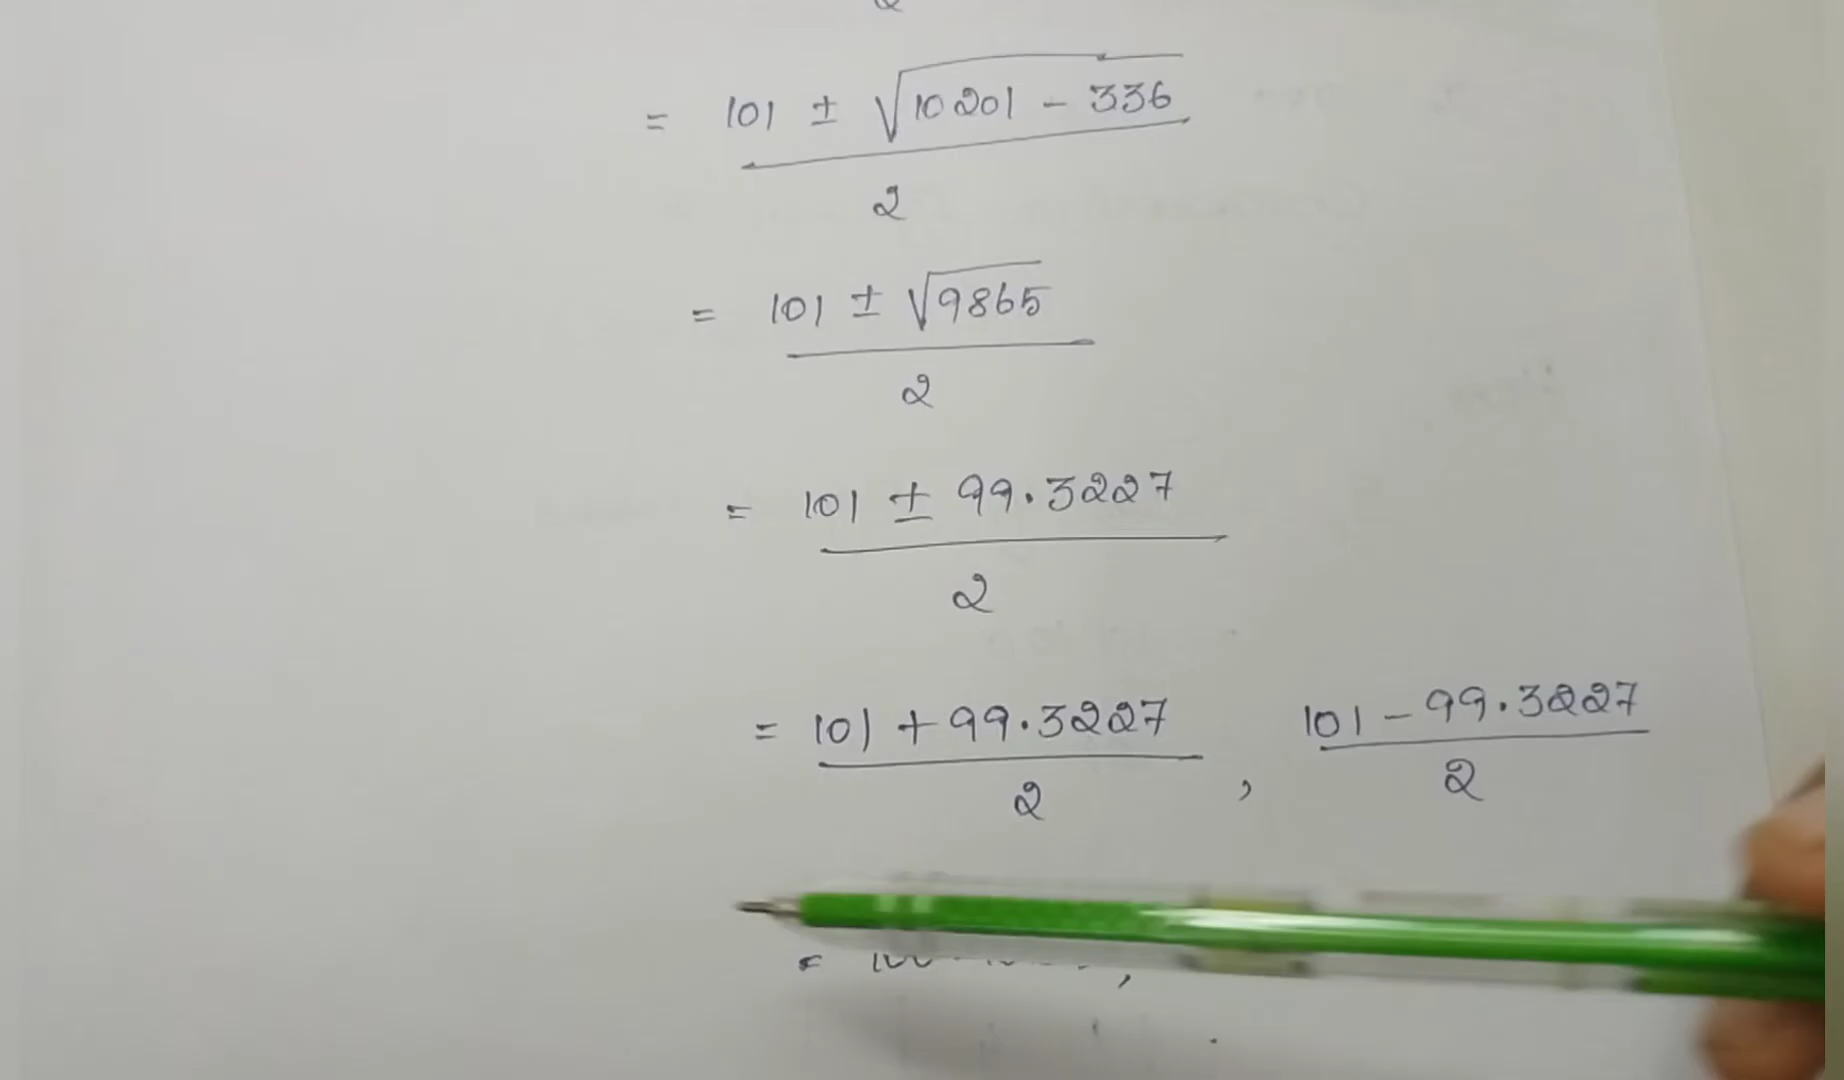 = 101 ± √10201 - 336
2
= 101 ± √9865
2
= 101 ± 99.3227
2
= 101 + 99.3227 , 101 - 99.3227
2 2
= ,